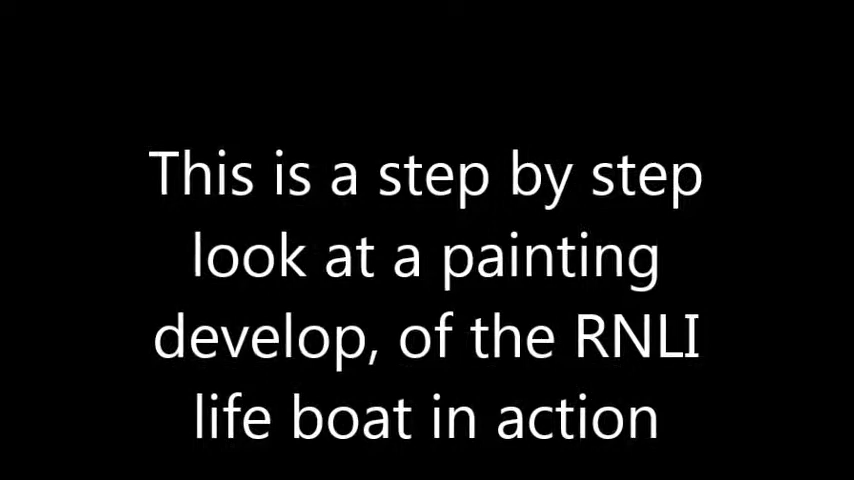 This is a step by step
look at a painting
develop, of the RNLI
life boat in action